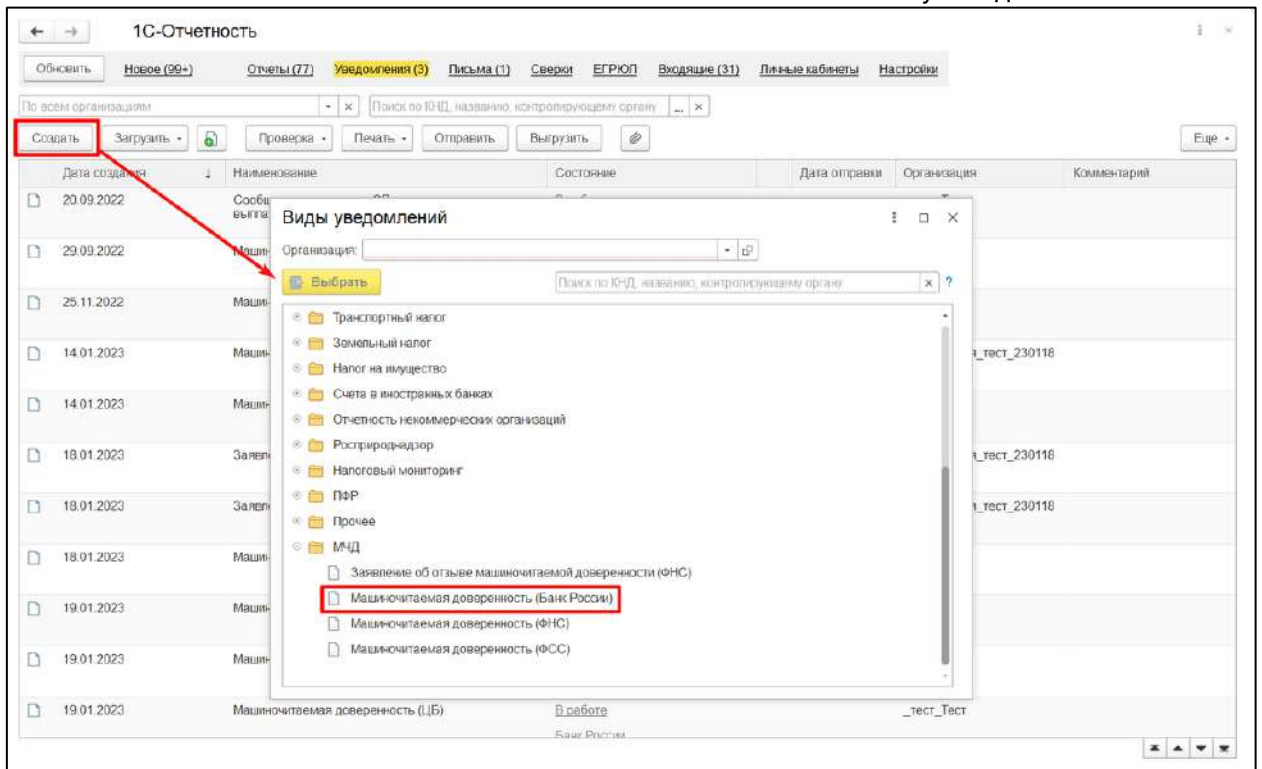 1С-Отчетность
Обновить Новое (99+) Отчеты (77) Уведомления (3) Письма (1) Сверки ЕГРЮЛ Входящие (31) Личные кабинеты Настройки
По всем организациям Поиск по КНД, названию, контролирующему органу ...
Создать Загрузить Проверка Печать Отправить Выгрузить Еще
Дата создания ↓ Наименование Состояние Дата отправки Организация Комментарий
20.09.2022 Сообщ
выпла
Виды уведомлений
29.09.2022 Машин
Организация:
Выбрать Поиск по КНД, названию, контролирующему органу ?
25.11.2022 Машин
Транспортный налог
Земельный налог
14.01.2023 Машин я_тест_230118
Налог на имущество
Счета в иностранных банках
14.01.2023 Машин
Отчетность некоммерческих организаций
Росприроднадзор
18.01.2023 Заявл я_тест_230118
Налоговый мониторинг
ПФР
18.01.2023 Заявл я_тест_230118
Прочее
МЧД
18.01.2023 Машин
Заявление об отзыве машиночитаемой доверенности (ФНС)
Машиночитаемая доверенность (Банк России)
19.01.2023 Машин
Машиночитаемая доверенность (ФНС)
Машиночитаемая доверенность (ФСС)
19.01.2023 Машин
19.01.2023 Машиночитаемая доверенность (ЦБ) В работе _тест_Тест
Банк России